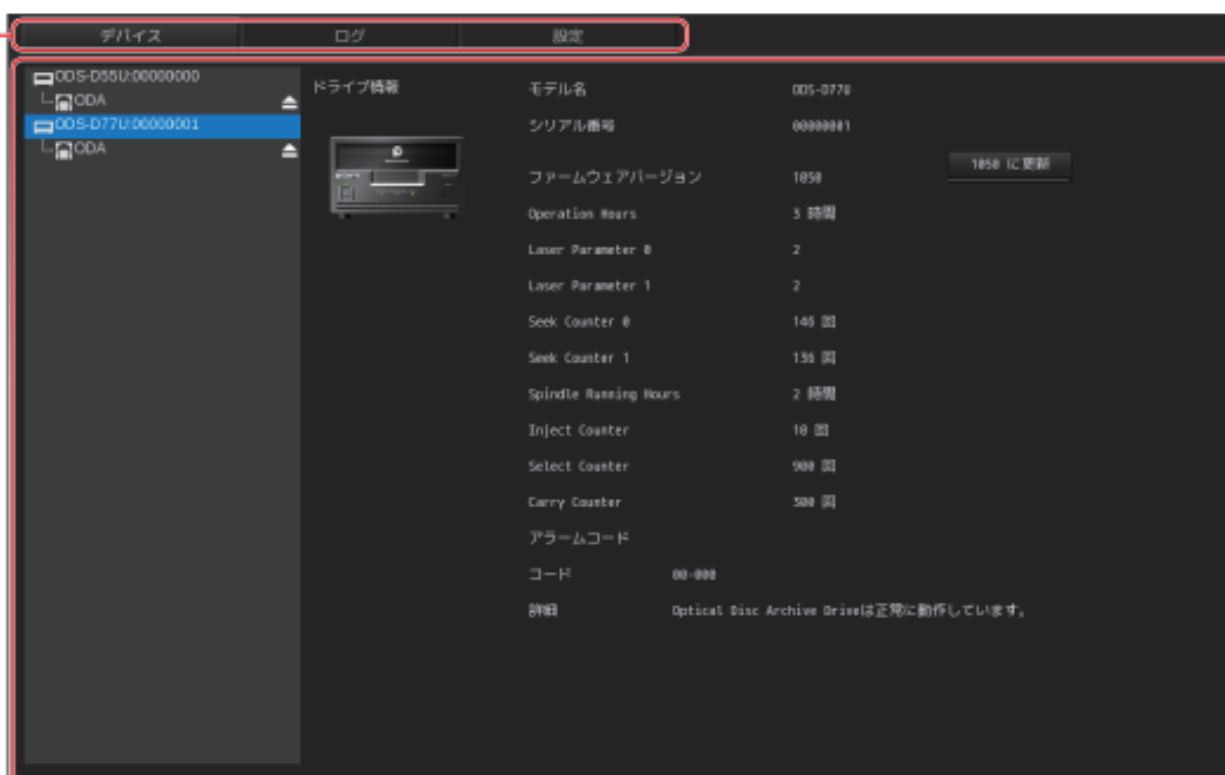 デバイス ログ 設定
ODS-D55U:00000000
ODA
ODS-D77U:00000001
ODA
ドライブ情報
モデル名 ODS-D77U
シリアル番号 00000001
ファームウェアバージョン 1050 1050 に更新
Operation Hours 3 時間
Laser Parameter 0 2
Laser Parameter 1 2
Seek Counter 0 146 回
Seek Counter 1 136 回
Spindle Running Hours 2 時間
Inject Counter 10 回
Select Counter 900 回
Carry Counter 300 回
アラームコード
コード 00-000
詳細 Optical Disc Archive Driveは正常に動作しています。